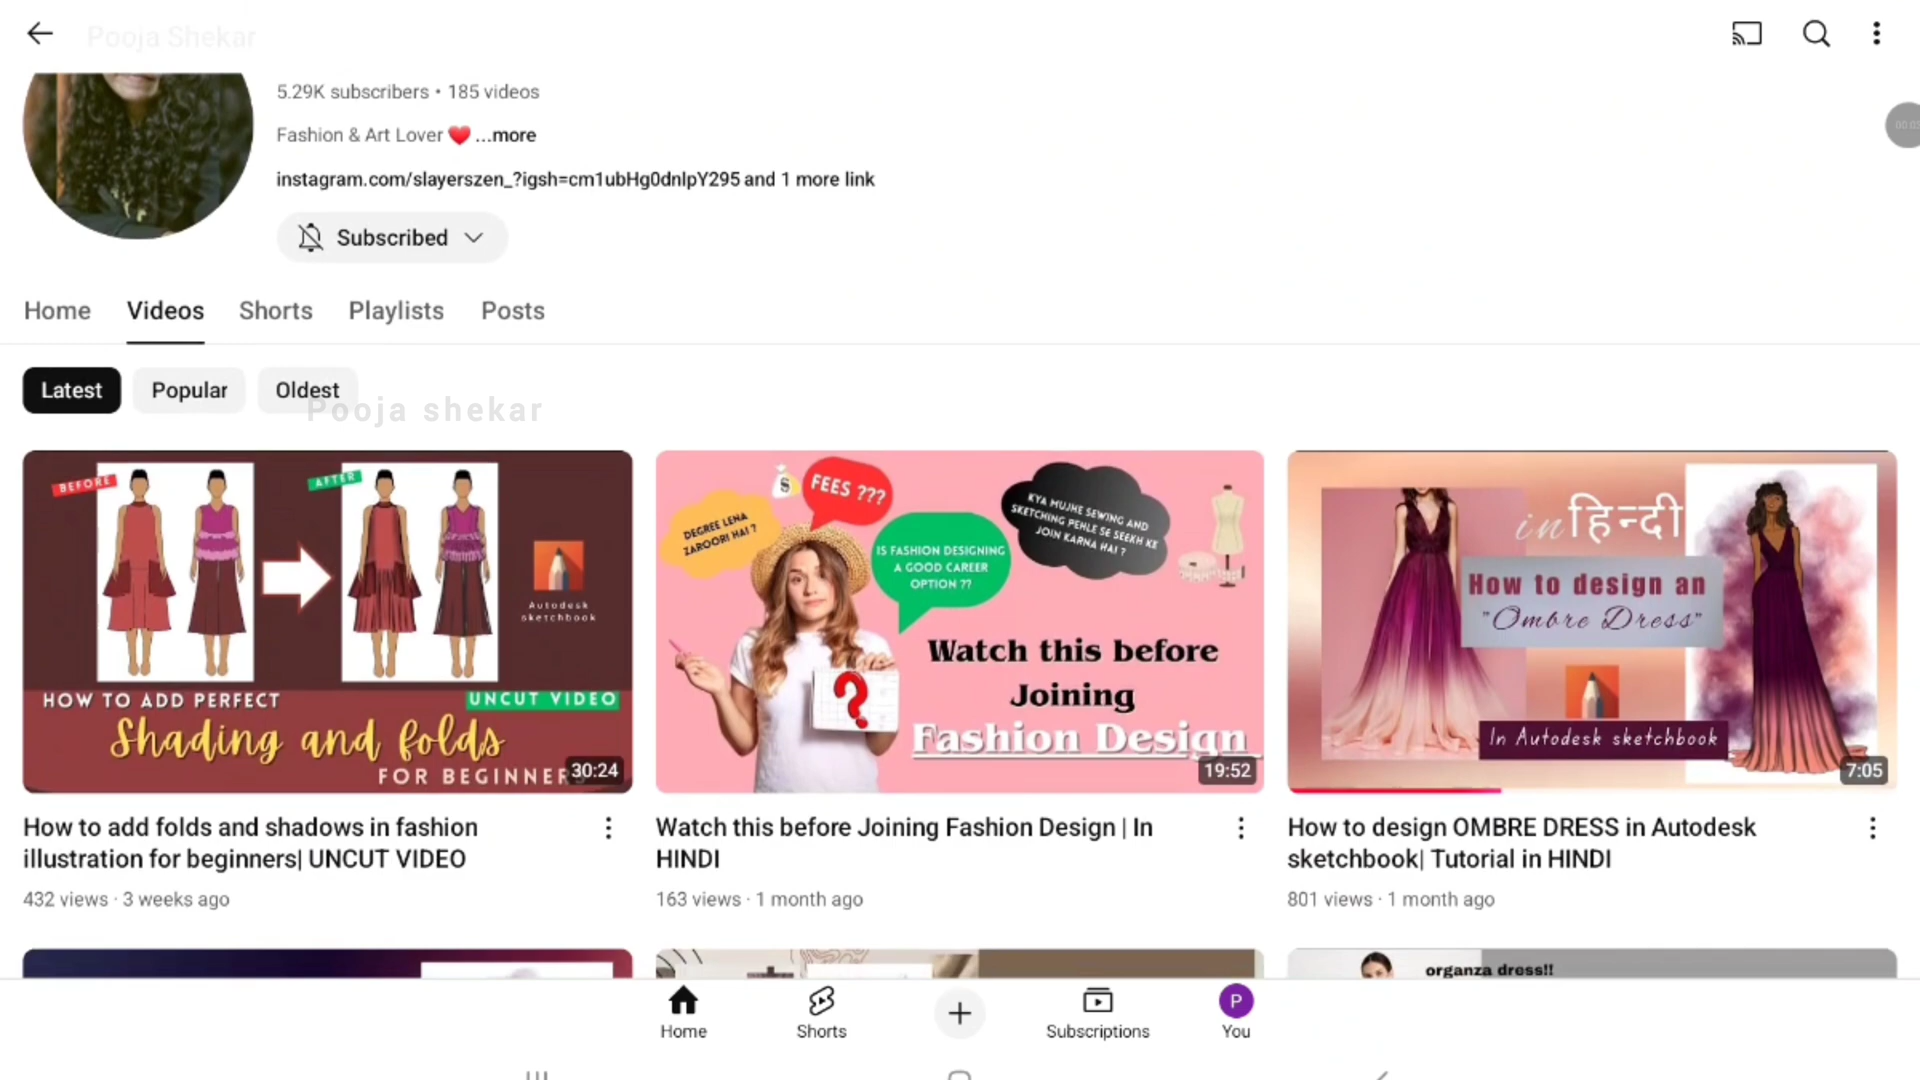 Pooja Shekar
5.29K subscribers • 185 videos
Fashion & Art Lover ❤️ ...more
instagram.com/slayerszen_?igsh=cm1ubHg0dnlpY295 and 1 more link
Subscribed
Home Videos Shorts Playlists Posts
Latest Popular Oldest
Pooja shekar
BEFORE
AFTER
Autodesk
sketchbook
HOW TO ADD PERFECT
UNCUT VIDEO
Shading and folds
FOR BEGINNER
30:24
DEGREE LENA
ZAROORI HAI ?
$
FEES ???
IS FASHION DESIGNING
A GOOD CAREER
OPTION ??
KYA MUJHE SEWING AND
SKETCHING PEHLE SE SEEKH KE
JOIN KARNA HAI ?
?
Watch this before
Joining
Fashion Design
19:52
in हिन्दी
How to design an
"Ombre Dress"
In Autodesk sketchbook
7:05
How to add folds and shadows in fashion
illustration for beginners| UNCUT VIDEO
432 views · 3 weeks ago
Watch this before Joining Fashion Design | In
HINDI
163 views · 1 month ago
How to design OMBRE DRESS in Autodesk
sketchbook| Tutorial in HINDI
801 views · 1 month ago
organza dress!!
Home
Shorts
Subscriptions
P
You